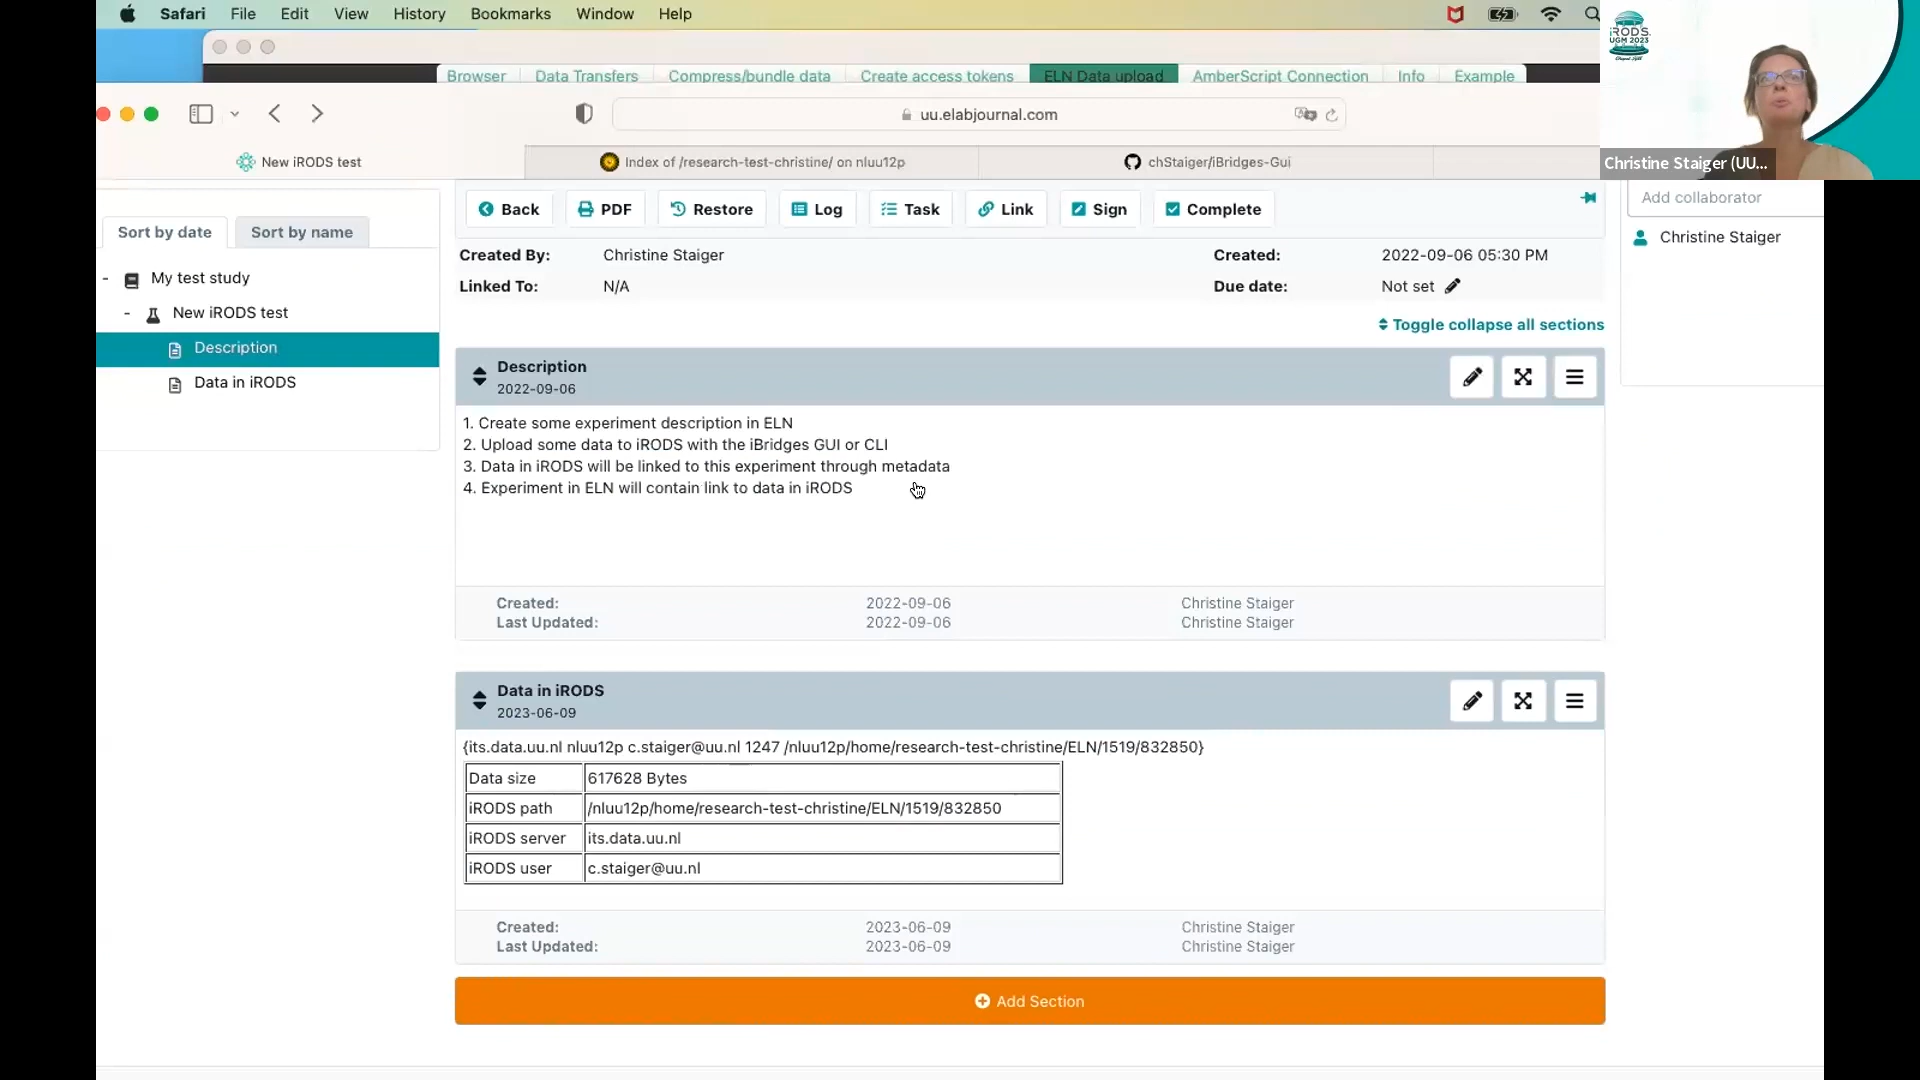 Safari File Edit View History Bookmarks Window Help
Browser Data Transfers Compress/bundle data Create access tokens ELN Data upload AmberScript Connection Info Example
uu.elabjournal.com
New iRODS test
Index of /research-test-christine/ on nluu12p
chStaiger/iBridges-Gui
iRODS
UGM 2023
Christine Staiger (UU...
Sort by date
Sort by name
- My test study
- New iRODS test
Description
Data in iRODS
Back PDF Restore Log Task Link Sign Complete
Created By: Christine Staiger Created: 2022-09-06 05:30 PM
Linked To: N/A Due date: Not set
Toggle collapse all sections
Description
2022-09-06
1. Create some experiment description in ELN
2. Upload some data to iRODS with the iBridges GUI or CLI
3. Data in iRODS will be linked to this experiment through metadata
4. Experiment in ELN will contain link to data in iRODS
Created: 2022-09-06 Christine Staiger
Last Updated: 2022-09-06 Christine Staiger
Data in iRODS
2023-06-09
{its.data.uu.nl nluu12p c.staiger@uu.nl 1247 /nluu12p/home/research-test-christine/ELN/1519/832850}
Data size 617628 Bytes
iRODS path /nluu12p/home/research-test-christine/ELN/1519/832850
iRODS server its.data.uu.nl
iRODS user c.staiger@uu.nl
Created: 2023-06-09 Christine Staiger
Last Updated: 2023-06-09 Christine Staiger
Add Section
Add collaborator
Christine Staiger